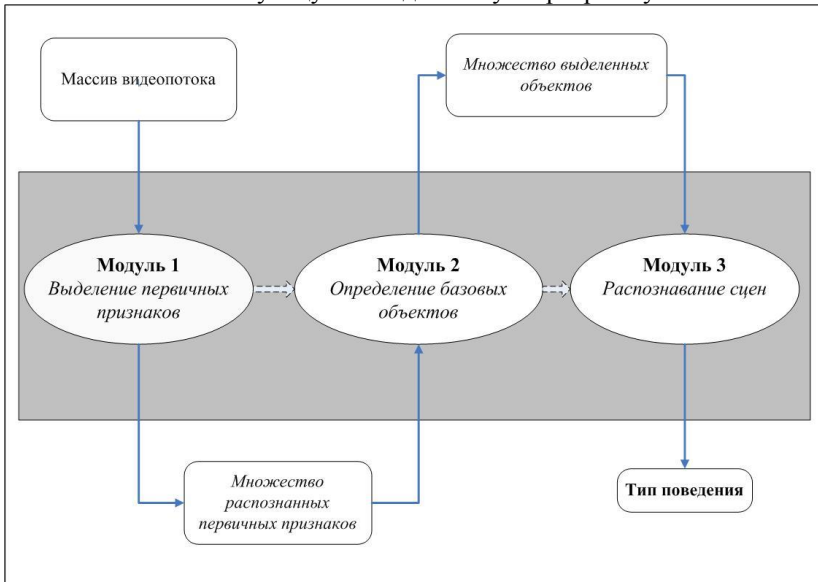 Массив видеопотока
Множество выделенных
объектов
Модуль 1
Выделение первичных
признаков
Модуль 2
Определение базовых
объектов
Модуль 3
Распознавание сцен
Множество
распознанных
первичных признаков
Тип поведения